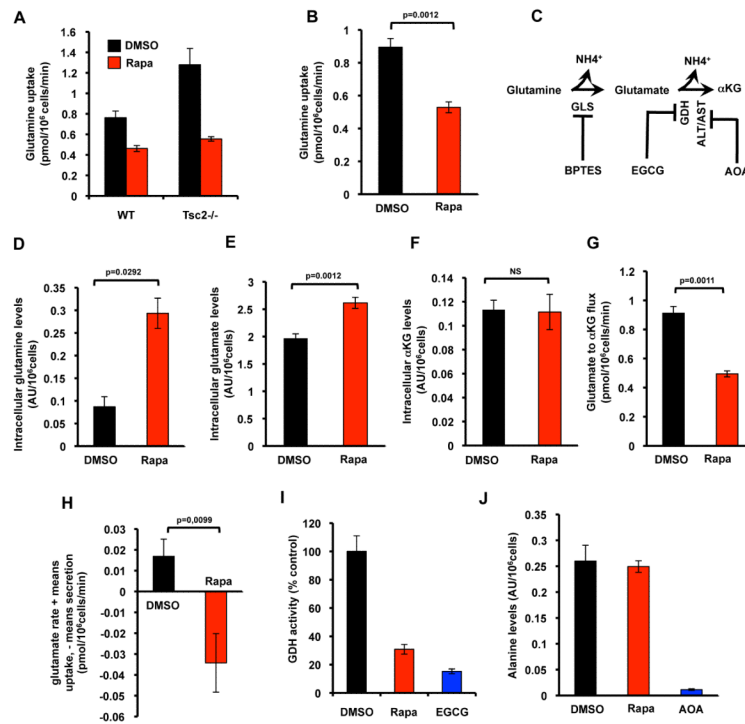 A
DMSO
Rapa
Glutamine uptake
(pmol/10⁶cells/min)
1.6
1.4
1.2
1
0.8
0.6
0.4
0.2
0
WT
Tsc2-/-
B
p=0.0012
Glutamine uptake
(pmol/10⁶cells/min)
1
0.8
0.6
0.4
0.2
0
DMSO
Rapa
C
NH4⁺
NH4⁺
Glutamine
Glutamate
αKG
GLS
GDH
ALT/AST
BPTES
EGCG
AOA
D
p=0.0292
Intracellular glutamine levels
(AU/10⁶cells)
0.35
0.3
0.25
0.2
0.15
0.1
0.05
0
DMSO
Rapa
E
p=0.0012
Intracellular glutamate levels
(AU/10⁶cells)
3
2.5
2
1.5
1
0.5
0
DMSO
Rapa
F
NS
Intracellular αKG levels
(AU/10⁶cells)
0.14
0.12
0.1
0.08
0.06
0.04
0.02
0
DMSO
Rapa
G
p=0.0011
Glutamate to αKG flux
(pmol/10⁶cells/min)
1
0.8
0.6
0.4
0.2
0
DMSO
Rapa
H
p=0,0099
glutamate rate + means
uptake, - means secretion
(pmol/10⁶cells/min)
0.03
0.02
0.01
0
-0.01
-0.02
-0.03
-0.04
-0.05
-0.06
DMSO
Rapa
I
GDH activity (% control)
120
100
80
60
40
20
0
DMSO
Rapa
EGCG
J
Alanine levels (AU/10⁶cells)
0.35
0.3
0.25
0.2
0.15
0.1
0.05
0
DMSO
Rapa
AOA